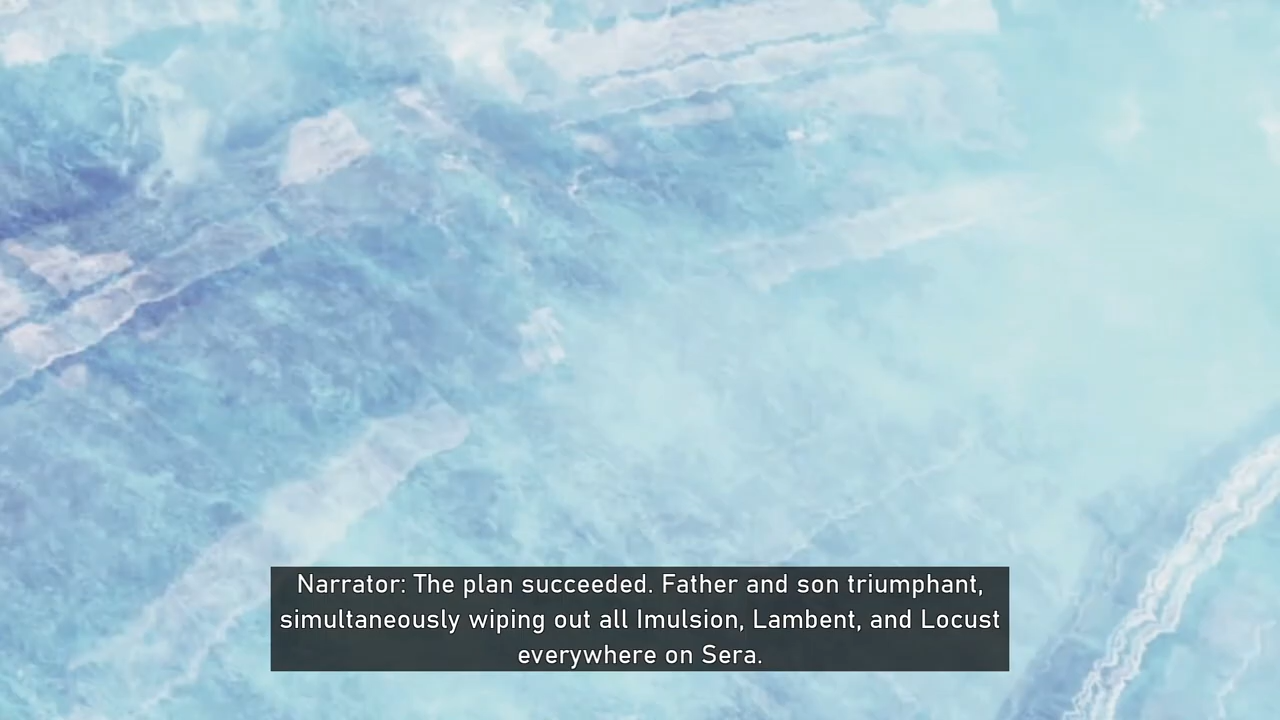 Narrator: The plan succeeded. Father and son triumphant,
simultaneously wiping out all Imulsion, Lambent, and Locust
everywhere on Sera.